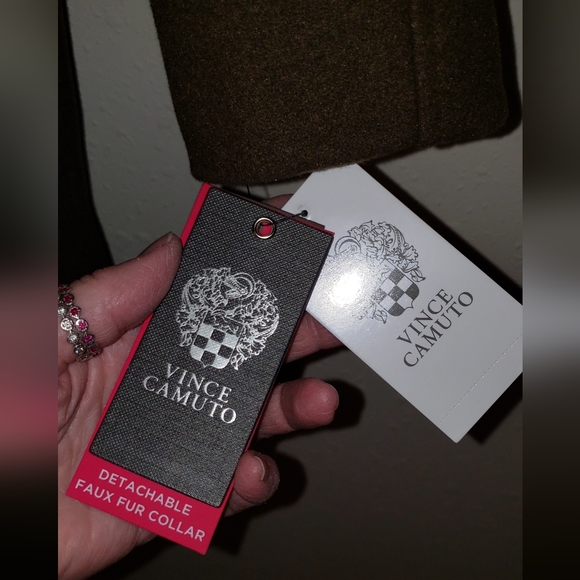 VINCE
CAMUTO
DETACHABLE
FAUX FUR COLLAR
VINCE
CAMUTO